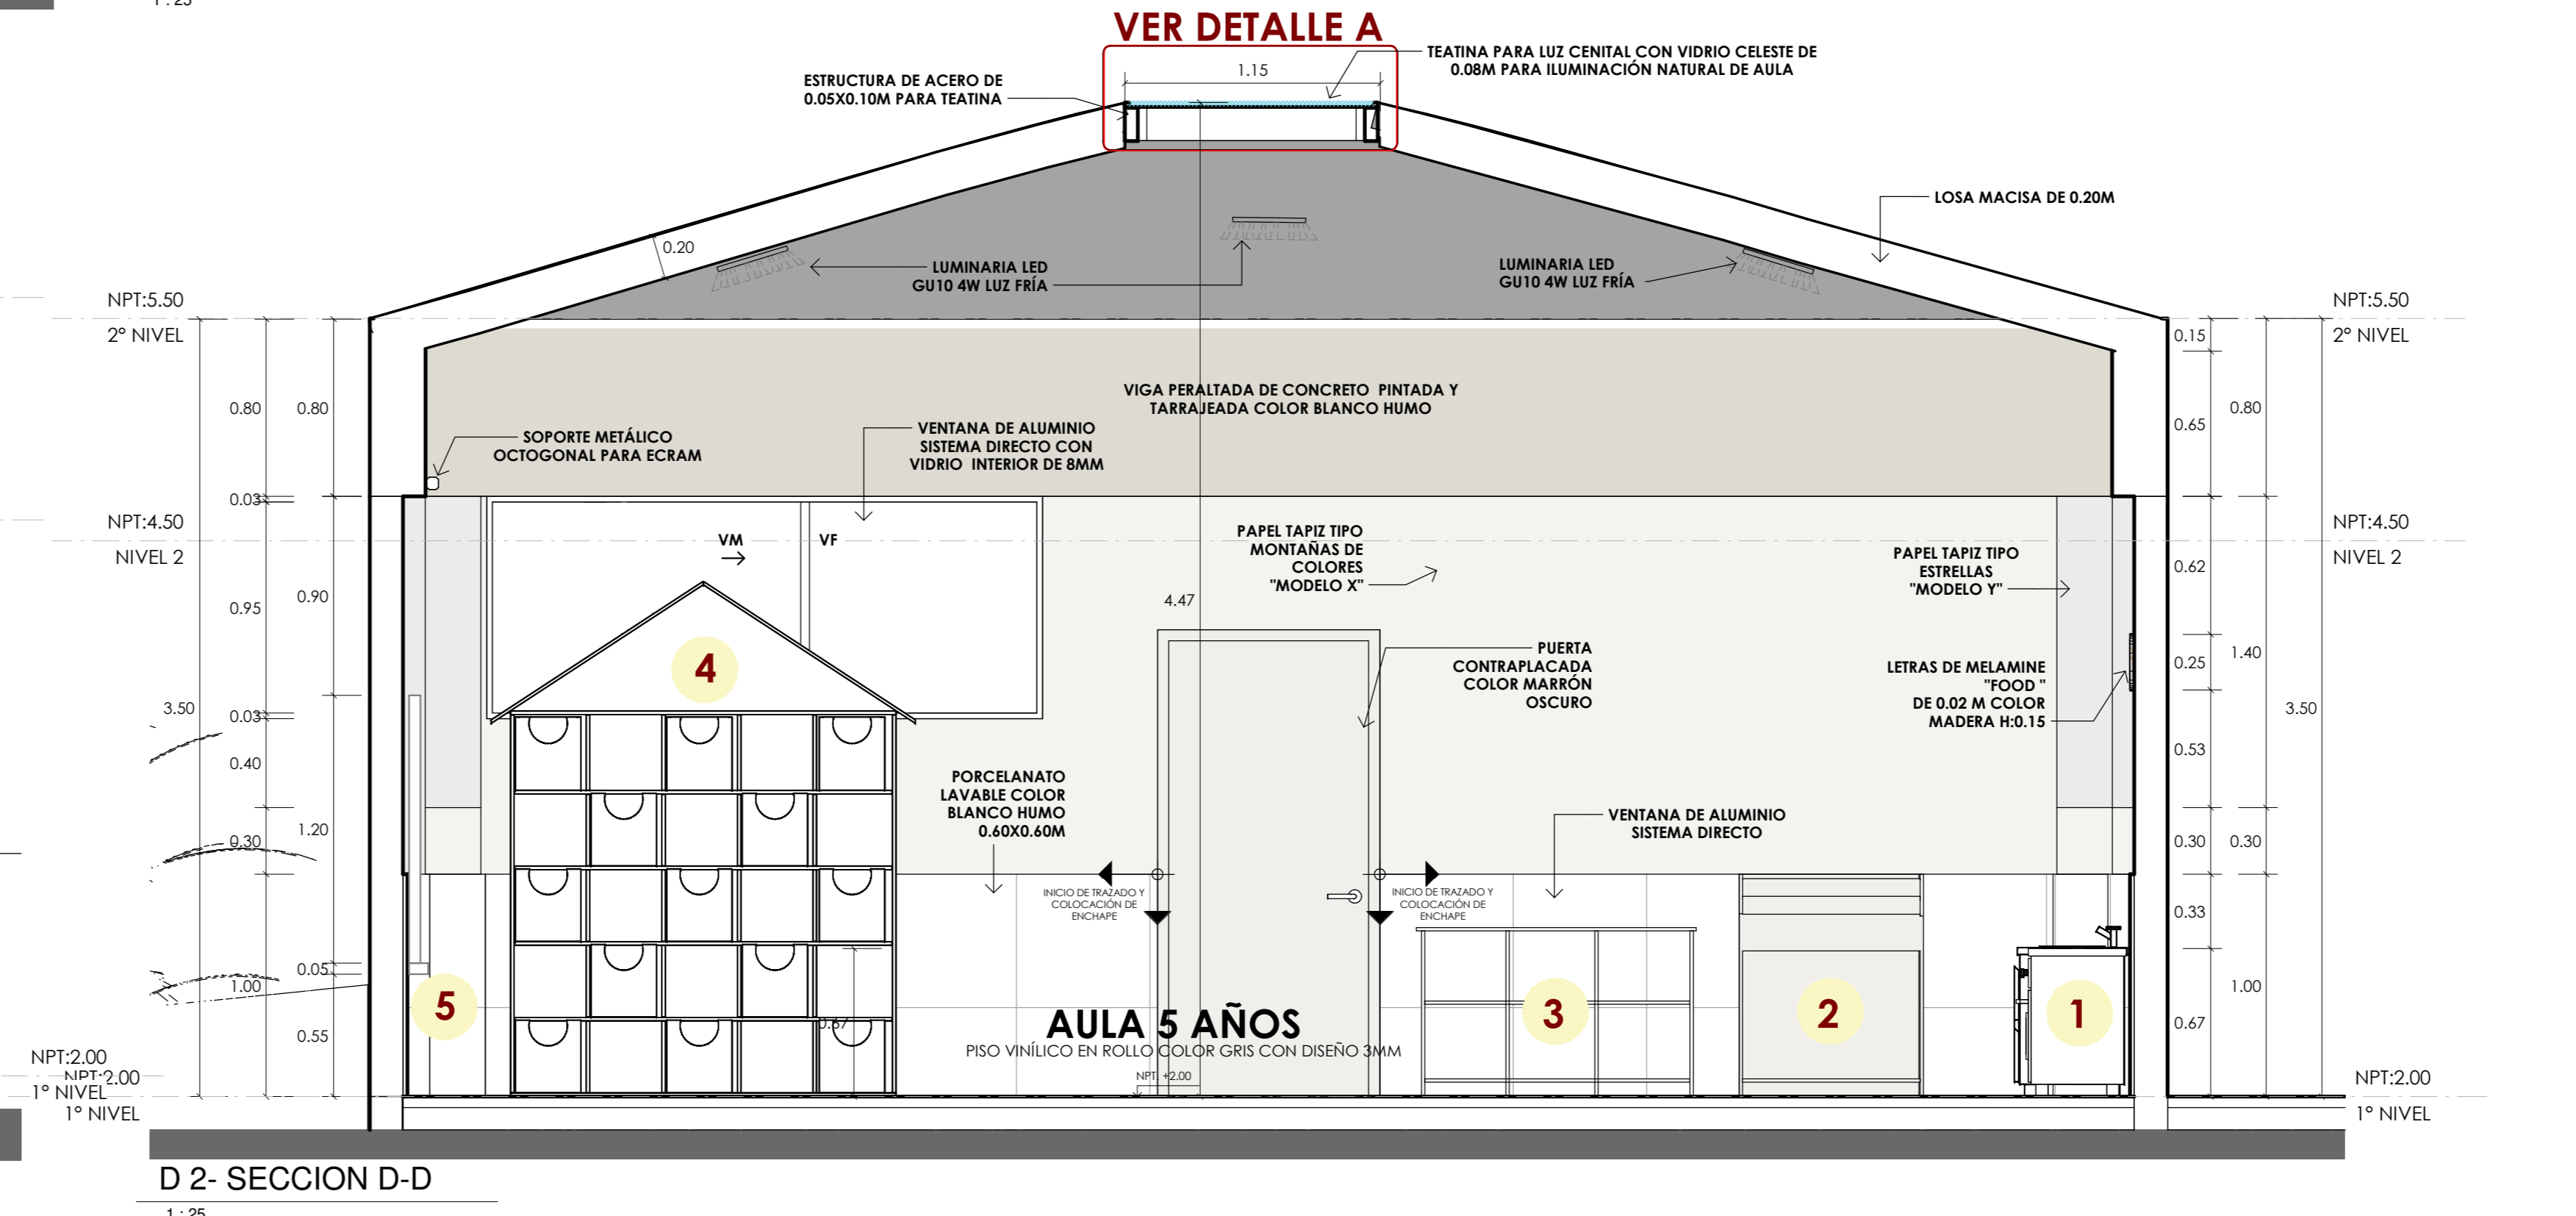 1 : 25
VER DETALLE A
TEATINA PARA LUZ CENITAL CON VIDRIO CELESTE DE
0.08M PARA ILUMINACIÓN NATURAL DE AULA
1.15
ESTRUCTURA DE ACERO DE
0.05X0.10M PARA TEATINA
LOSA MACISA DE 0.20M
0.20
LUMINARIA LED
GU10 4W LUZ FRÍA
LUMINARIA LED
GU10 4W LUZ FRÍA
NPT:5.50
2° NIVEL
NPT:5.50
2° NIVEL
0.15
0.80
0.80
VIGA PERALTADA DE CONCRETO PINTADA Y
TARRAJEADA COLOR BLANCO HUMO
0.80
0.65
SOPORTE METÁLICO
OCTOGONAL PARA ECRAM
VENTANA DE ALUMINIO
SISTEMA DIRECTO CON
VIDRIO INTERIOR DE 8MM
0.03
NPT:4.50
NIVEL 2
VM
VF
PAPEL TAPIZ TIPO
MONTAÑAS DE
COLORES
"MODELO X"
PAPEL TAPIZ TIPO
ESTRELLAS
"MODELO Y"
NPT:4.50
NIVEL 2
0.62
0.95
0.90
4.47
4
PUERTA
CONTRAPLACADA
COLOR MARRÓN
OSCURO
LETRAS DE MELAMINE
"FOOD "
DE 0.02 M COLOR
MADERA H:0.15
0.25
1.40
3.50
0.03
3.50
0.40
0.53
PORCELANATO
LAVABLE COLOR
BLANCO HUMO
0.60X0.60M
VENTANA DE ALUMINIO
SISTEMA DIRECTO
0.30
1.20
0.30
0.30
INICIO DE TRAZADO Y
COLOCACIÓN DE
ENCHAPE
INICIO DE TRAZADO Y
COLOCACIÓN DE
ENCHAPE
0.33
0.05
1.00
1.00
5
3
2
1
0.55
0.67
0.67
AULA 5 AÑOS
PISO VINÍLICO EN ROLLO COLOR GRIS CON DISEÑO 3MM
NPT. +2.00
NPT:2.00
NPT:2.00
1° NIVEL
1° NIVEL
NPT:2.00
1° NIVEL
D 2- SECCION D-D
1 : 25